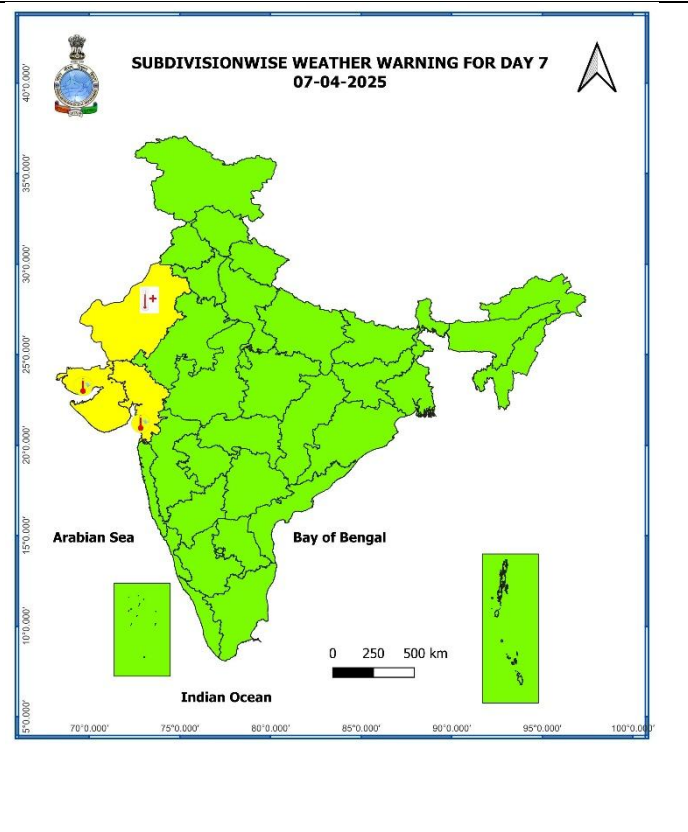 SUBDIVISIONWISE WEATHER WARNING FOR DAY 7
07-04-2025
40°0.000'
35°0.000'
30°0.000'
25°0.000'
20°0.000'
15°0.000'
10°0.000'
5°0.000'
Arabian Sea
Bay of Bengal
0 250 500 km
Indian Ocean
70°0.000' 75°0.000' 80°0.000' 85°0.000' 90°0.000' 95°0.000' 100°0.000'